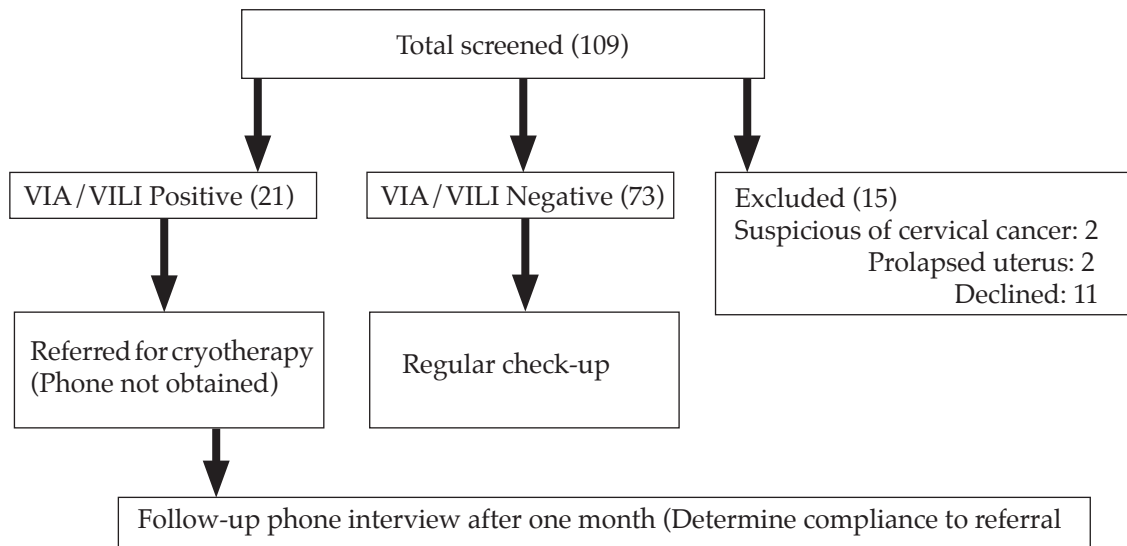 Total screened (109)
VIA/VILI Positive (21)
VIA/VILI Negative (73)
Excluded (15)
Suspicious of cervical cancer: 2
Prolapsed uterus: 2
Declined: 11
Referred for cryotherapy
(Phone not obtained)
Regular check-up
Follow-up phone interview after one month (Determine compliance to referral